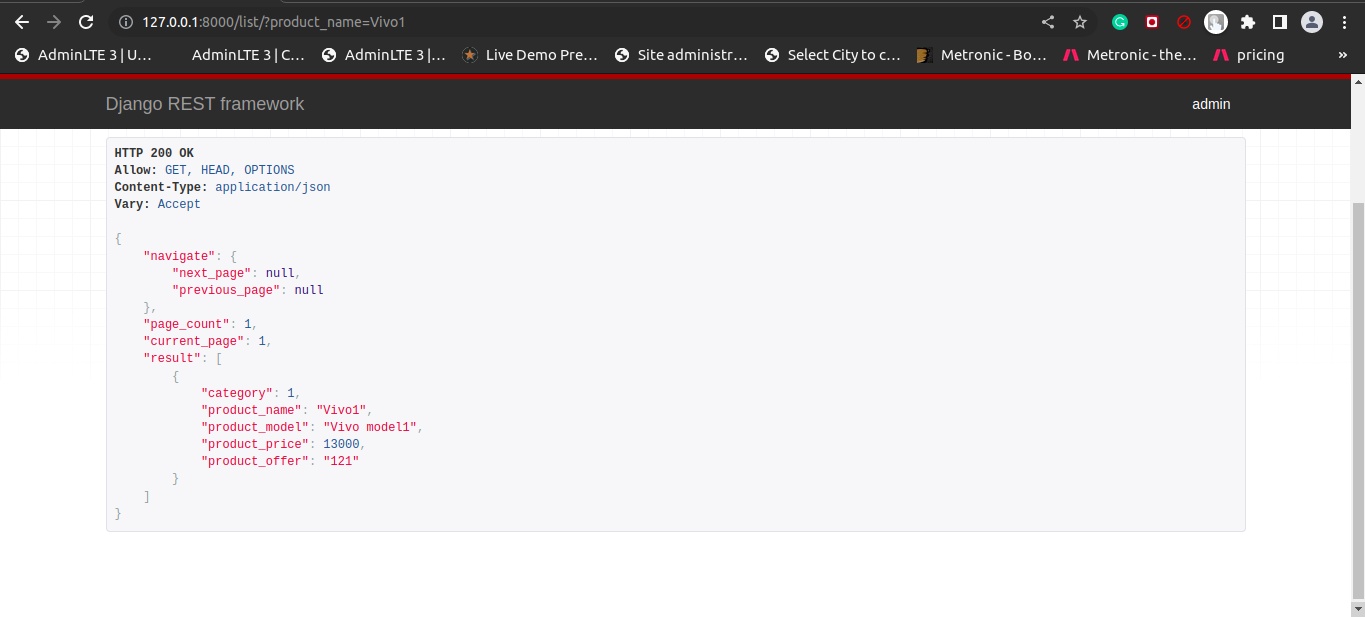 127.0.0.1:8000/list/?product_name=Vivo1
AdminLTE 3 | U... AdminLTE 3 | C... AdminLTE 3 |... Live Demo Pre... Site administr... Select City to c... Metronic - Bo... Metronic - the... pricing »
Django REST framework admin
HTTP 200 OK
Allow: GET, HEAD, OPTIONS
Content-Type: application/json
Vary: Accept
{
"navigate": {
"next_page": null,
"previous_page": null
},
"page_count": 1,
"current_page": 1,
"result": [
{
"category": 1,
"product_name": "Vivo1",
"product_model": "Vivo model1",
"product_price": 13000,
"product_offer": "121"
}
]
}